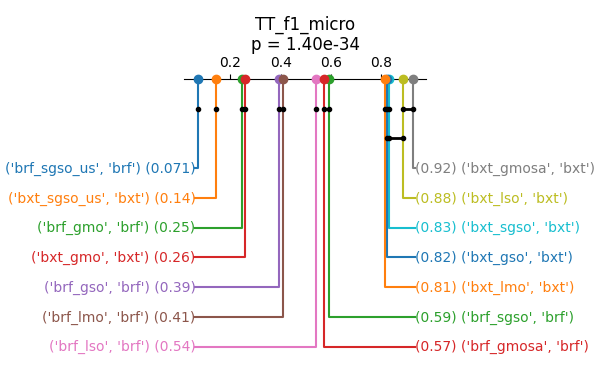 TT_f1_micro
p = 1.40e-34
0.2 0.4 0.6 0.8
('brf_sgso_us', 'brf') (0.071) (0.92) ('bxt_gmosa', 'bxt')
('bxt_sgso_us', 'bxt') (0.14) (0.88) ('bxt_lso', 'bxt')
('brf_gmo', 'brf') (0.25) (0.83) ('bxt_sgso', 'bxt')
('bxt_gmo', 'bxt') (0.26) (0.82) ('bxt_gso', 'bxt')
('brf_gso', 'brf') (0.39) (0.81) ('bxt_lmo', 'bxt')
('brf_lmo', 'brf') (0.41) (0.59) ('brf_sgso', 'brf')
('brf_lso', 'brf') (0.54) (0.57) ('brf_gmosa', 'brf')